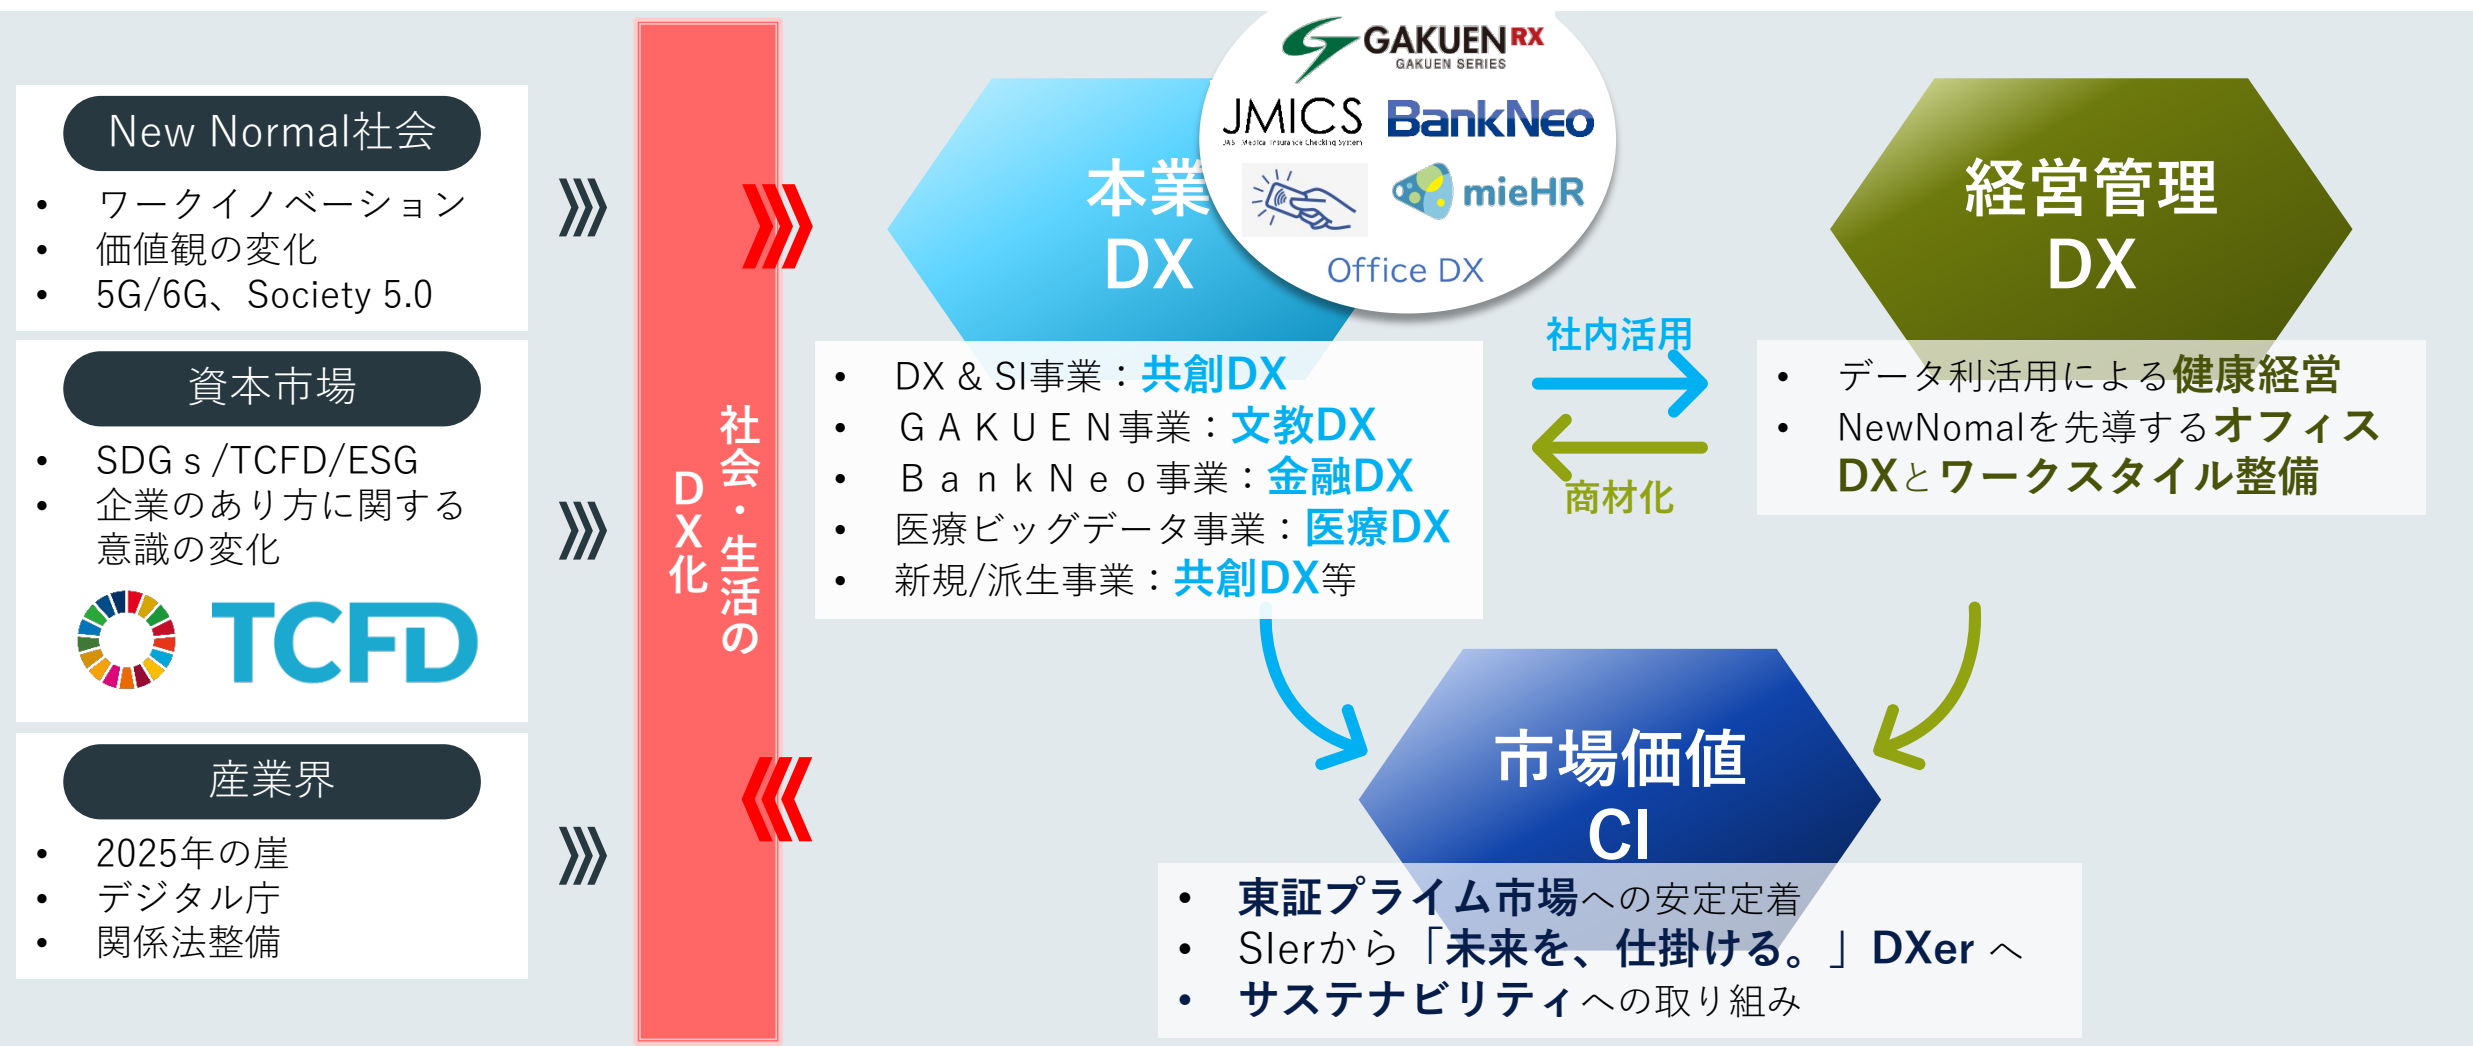 New Normal社会
• ワークイノベーション
• 価値観の変化
• 5G/6G、Society 5.0
資本市場
• SDGｓ/TCFD/ESG
• 企業のあり方に関する
意識の変化
TCFD
産業界
• 2025年の崖
• デジタル庁
• 関係法整備
社会・生活の
DX化
本業
DX
GAKUEN RX
GAKUEN SERIES
JMICS
JAST Medical Insurance Checking System
BankNeo
mieHR
Office DX
• DX & SI事業：共創DX
• ＧＡＫＵＥＮ事業：文教DX
• ＢａｎｋＮｅｏ事業：金融DX
• 医療ビッグデータ事業：医療DX
• 新規/派生事業：共創DX等
社内活用
商材化
経営管理
DX
• データ利活用による健康経営
• NewNomalを先導するオフィス
DXとワークスタイル整備
市場価値
CI
• 東証プライム市場への安定定着
• SIerから「未来を、仕掛ける。」DXer へ
• サステナビリティへの取り組み